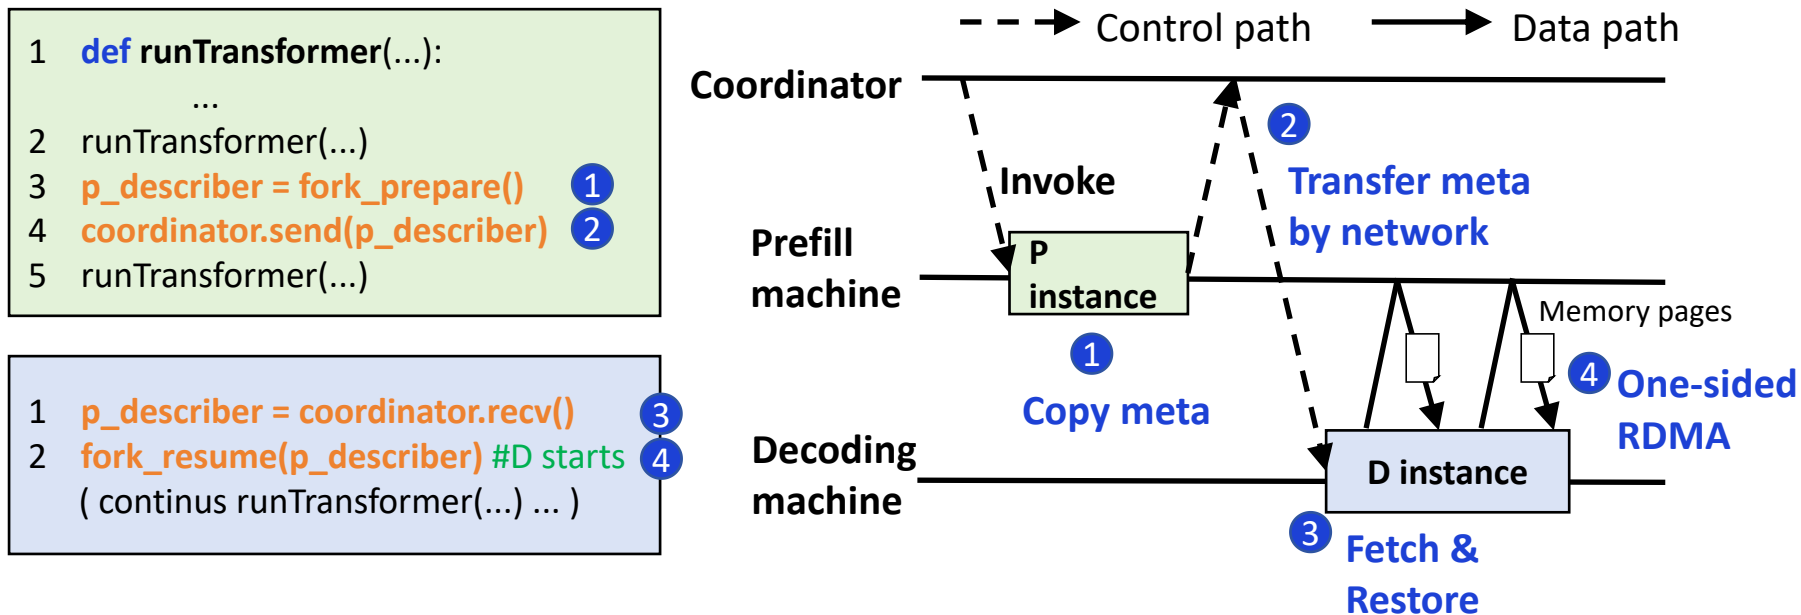 1 def runTransformer(...):
...
2 runTransformer(...)
3 p_describer = fork_prepare() 1
4 coordinator.send(p_describer) 2
5 runTransformer(...)
1 p_describer = coordinator.recv() 3
2 fork_resume(p_describer) #D starts 4
( continus runTransformer(...) ... )
Control path
Data path
Coordinator
2
Invoke
Transfer meta
by network
Prefill
machine
P
instance
Memory pages
1
Copy meta
4
One-sided
RDMA
Decoding
machine
D instance
3
Fetch &
Restore